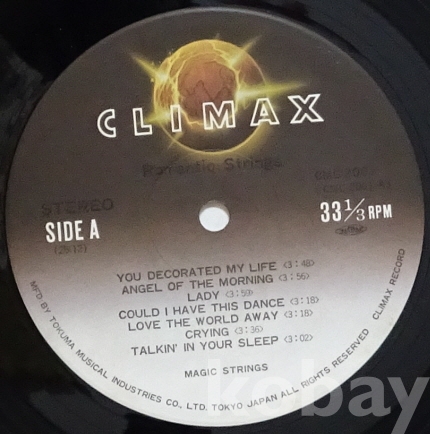 CLIMAX
Romantic Strings
STEREO
SIDE A
33 1/3 RPM
YOU DECORATED MY LIFE <3:48>
ANGEL OF THE MORNING <3:56>
LADY <3:50>
COULD I HAVE THIS DANCE <3:18>
LOVE THE WORLD AWAY <3:18>
CRYING <3:36>
TALKIN' IN YOUR SLEEP <3:02>
MAGIC STRINGS
MFD BY TOKUMA MUSICAL INDUSTRIES CO., LTD. TOKYO JAPAN ALL RIGHTS RESERVED CLIMAX RECORD
kobay